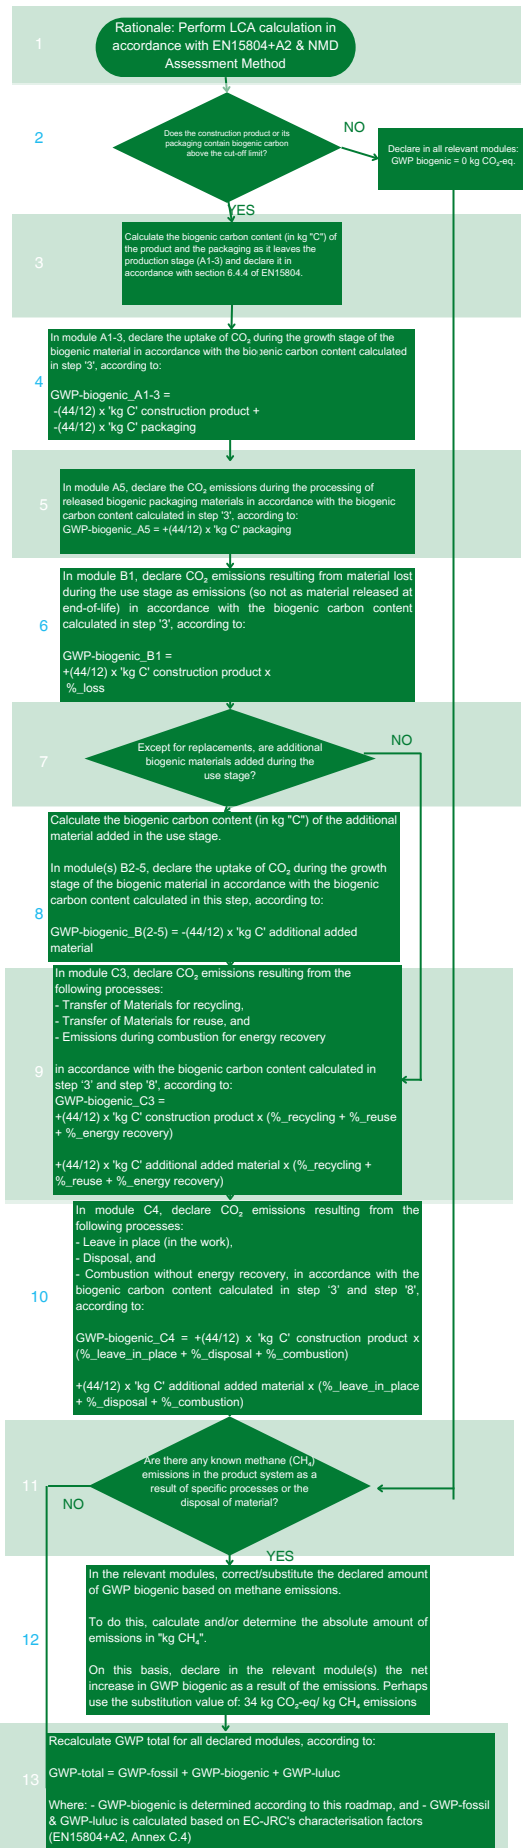 1
Rationale: Perform LCA calculation in
accordance with EN15804+A2 & NMD
Assessment Method
2
Does the construction product or its
packaging contain biogenic carbon
above the cut-off limit?
NO
Declare in all relevant modules:
GWP biogenic = 0 kg CO₂-eq.
YES
3
Calculate the biogenic carbon content (in kg "C") of
the product and the packaging as it leaves the
production stage (A1-3) and declare it in
accordance with section 6.4.4 of EN15804.
4
In module A1-3, declare the uptake of CO₂ during the growth stage of the
biogenic material in accordance with the biogenic carbon content calculated
in step '3', according to:
GWP-biogenic_A1-3 =
-(44/12) x 'kg C' construction product +
-(44/12) x 'kg C' packaging
5
In module A5, declare the CO₂ emissions during the processing of
released biogenic packaging materials in accordance with the biogenic
carbon content calculated in step '3', according to:
GWP-biogenic_A5 = +(44/12) x 'kg C' packaging
6
In module B1, declare CO₂ emissions resulting from material lost
during the use stage as emissions (so not as material released at
end-of-life) in accordance with the biogenic carbon content
calculated in step '3', according to:
GWP-biogenic_B1 =
+(44/12) x 'kg C' construction product x
%_loss
7
Except for replacements, are additional
biogenic materials added during the
use stage?
NO
8
Calculate the biogenic carbon content (in kg "C") of the additional
material added in the use stage.
In module(s) B2-5, declare the uptake of CO₂ during the growth
stage of the biogenic material in accordance with the biogenic
carbon content calculated in this step, according to:
GWP-biogenic_B(2-5) = -(44/12) x 'kg C' additional added
material
9
In module C3, declare CO₂ emissions resulting from the
following processes:
- Transfer of Materials for recycling,
- Transfer of Materials for reuse, and
- Emissions during combustion for energy recovery
in accordance with the biogenic carbon content calculated in
step ‘3’ and step '8', according to:
GWP-biogenic_C3 =
+(44/12) x 'kg C' construction product x (%_recycling + %_reuse
+ %_energy recovery)
+(44/12) x 'kg C' additional added material x (%_recycling +
%_reuse + %_energy recovery)
10
In module C4, declare CO₂ emissions resulting from the
following processes:
- Leave in place (in the work),
- Disposal, and
- Combustion without energy recovery, in accordance with the
biogenic carbon content calculated in step ‘3’ and step '8',
according to:
GWP-biogenic_C4 = +(44/12) x 'kg C' construction product x
(%_leave_in_place + %_disposal + %_combustion)
+(44/12) x 'kg C' additional added material x (%_leave_in_place
+ %_disposal + %_combustion)
11
Are there any known methane (CH₄)
emissions in the product system as a
result of specific processes or the
disposal of material?
NO
YES
12
In the relevant modules, correct/substitute the declared amount
of GWP biogenic based on methane emissions.
To do this, calculate and/or determine the absolute amount of
emissions in "kg CH₄".
On this basis, declare in the relevant module(s) the net
increase in GWP biogenic as a result of the emissions. Perhaps
use the substitution value of: 34 kg CO₂-eq/ kg CH₄ emissions
13
Recalculate GWP total for all declared modules, according to:
GWP-total = GWP-fossil + GWP-biogenic + GWP-luluc
Where: - GWP-biogenic is determined according to this roadmap, and - GWP-fossil
& GWP-luluc is calculated based on EC-JRC's characterisation factors
(EN15804+A2, Annex C.4)